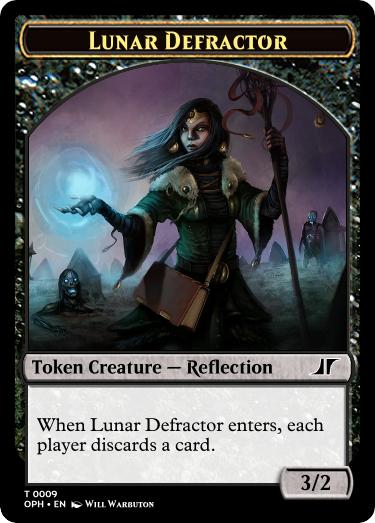 Lunar Defractor
Token Creature — Reflection
When Lunar Defractor enters, each
player discards a card.
3/2
T 0009
OPH • EN Will Warbuton